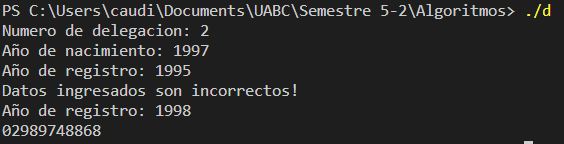 PS C:\Users\caudi\Documents\UABC\Semestre 5-2\Algoritmos> ./d
Numero de delegacion: 2
Año de nacimiento: 1997
Año de registro: 1995
Datos ingresados son incorrectos!
Año de registro: 1998
02989748868